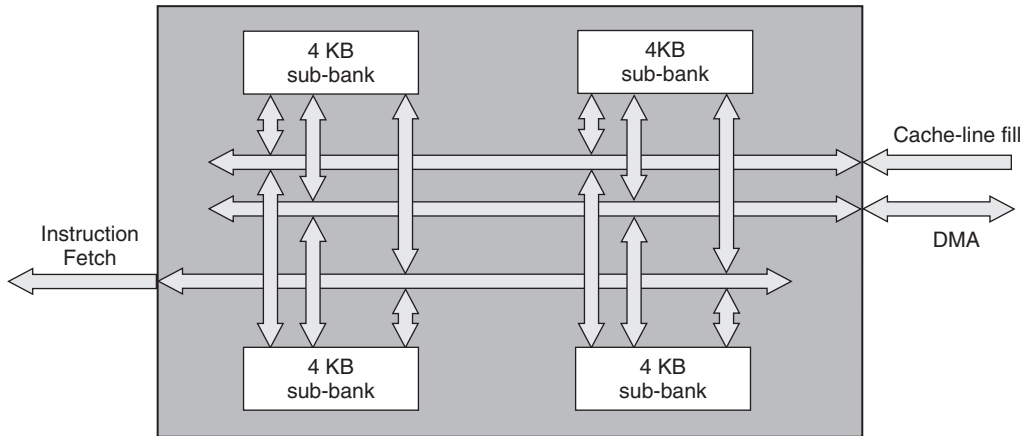 4 KB
sub-bank
4KB
sub-bank
Cache-line fill
DMA
Instruction
Fetch
4 KB
sub-bank
4 KB
sub-bank